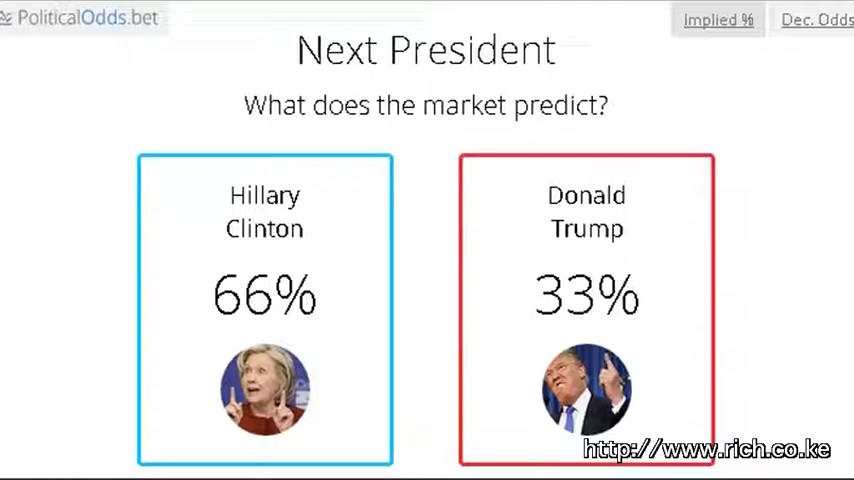 PoliticalOdds.bet
Implied %
Dec. Odds
Next President
What does the market predict?
Hillary
Clinton
66%
Donald
Trump
33%
http://www.rich.co.ke